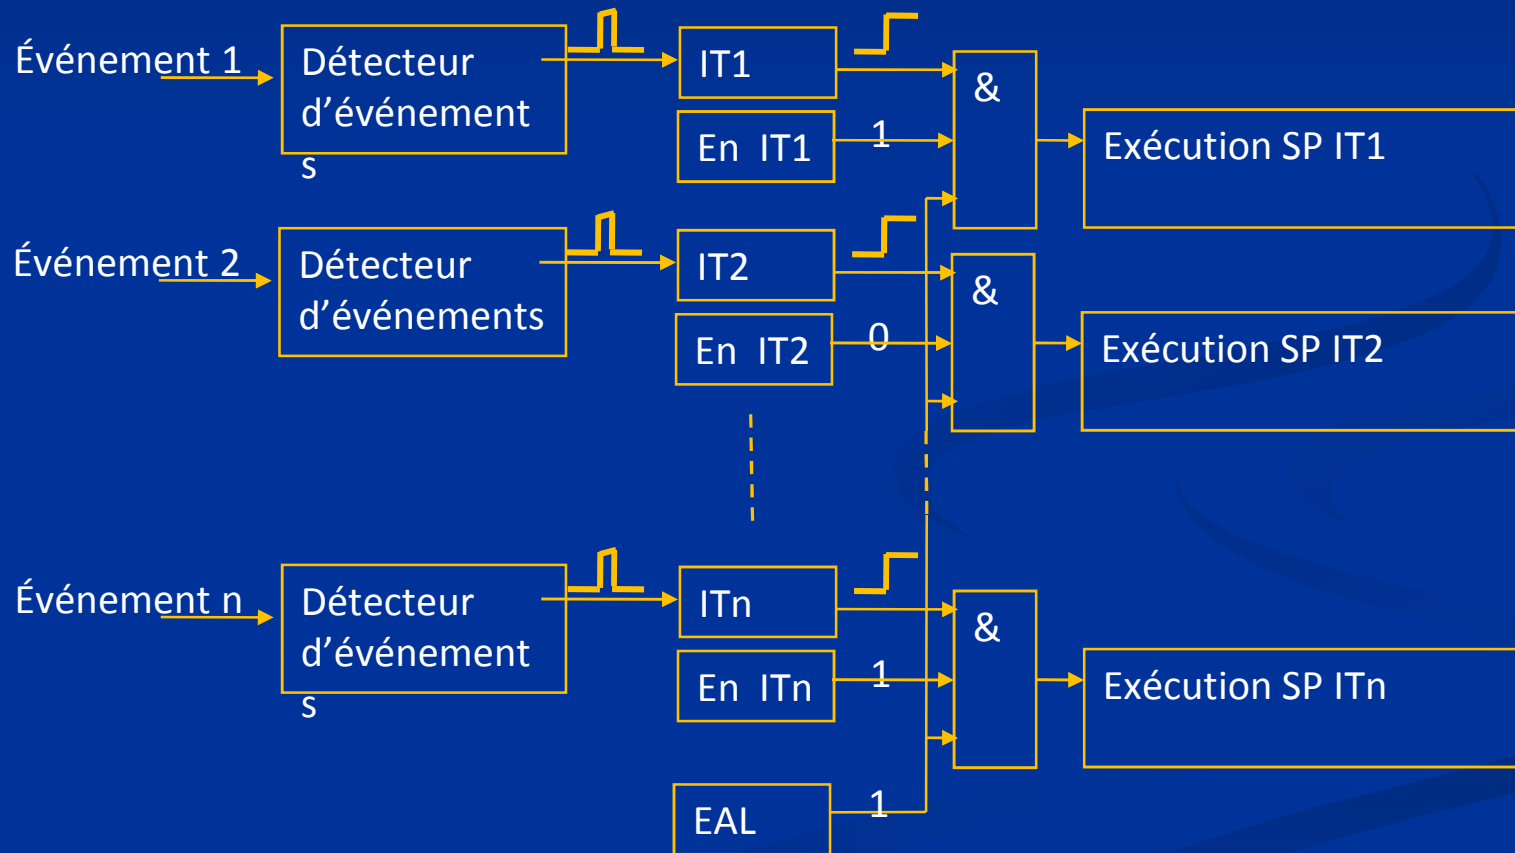 Événement 1
Détecteur
d'événement
s
IT1
En IT1
1
&
Exécution SP IT1
Événement 2
Détecteur
d'événements
IT2
En IT2
0
&
Exécution SP IT2
Événement n
Détecteur
d'événement
s
ITn
En ITn
1
&
Exécution SP ITn
EAL
1